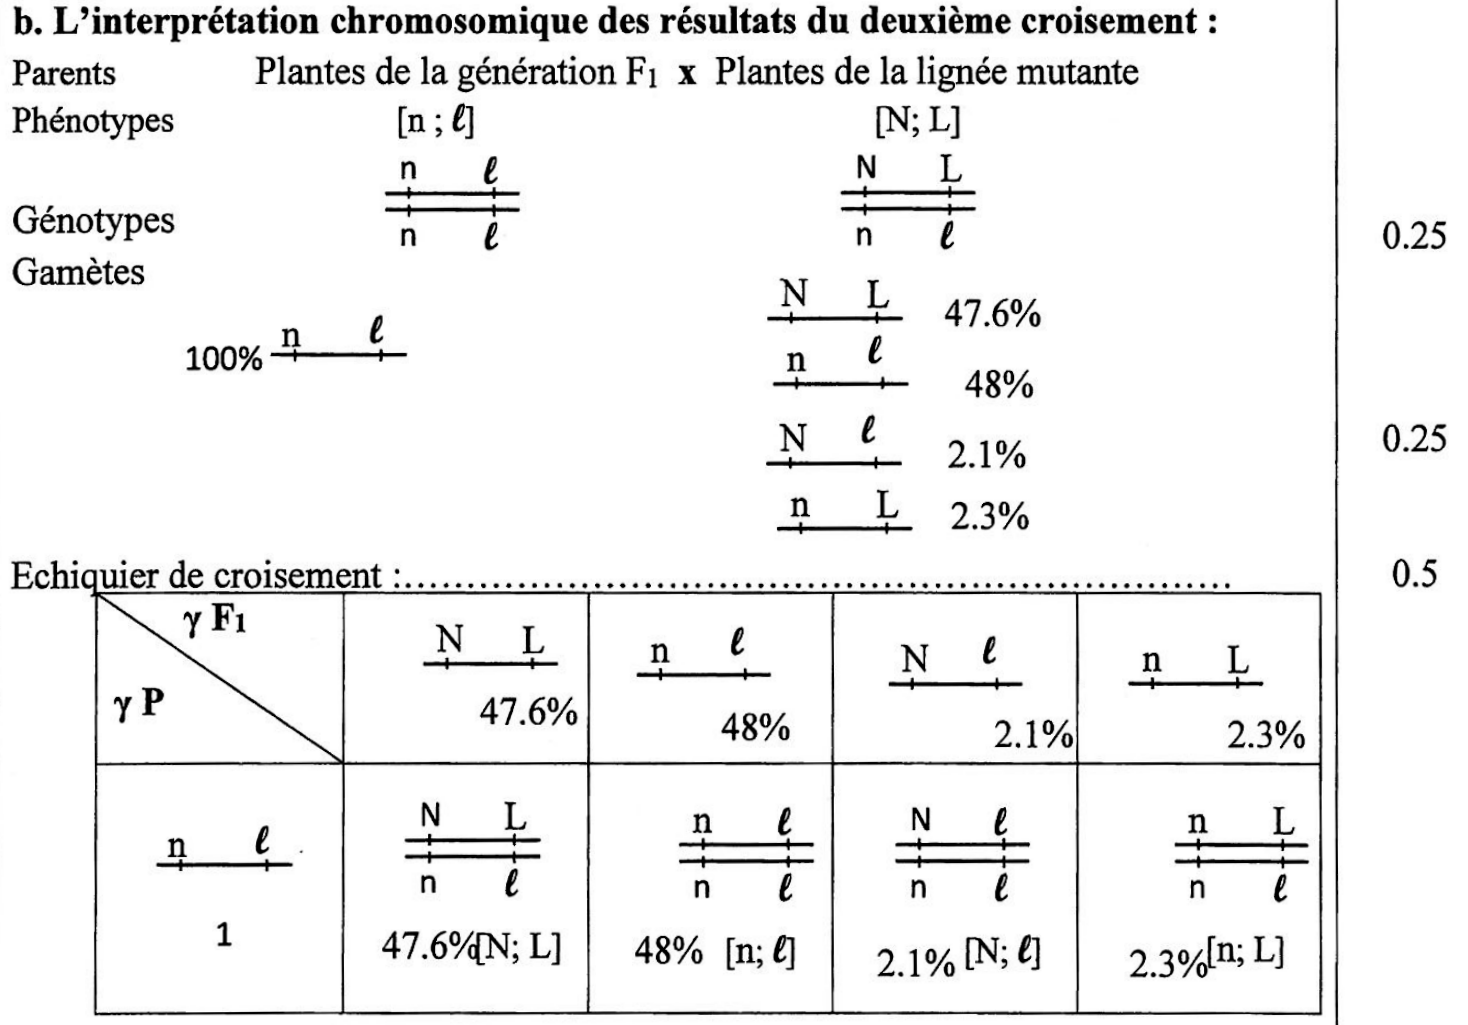 b. L’interprétation chromosomique des résultats du deuxième croisement :
Parents Plantes de la génération F1 x Plantes de la lignée mutante
Phénotypes [n ; ℓ] [N; L]
n ℓ N L
Génotypes 0.25
n ℓ n ℓ
Gamètes
N L 47.6%
100% n ℓ
n ℓ 48%
N ℓ 2.1% 0.25
n L 2.3%
Echiquier de croisement :.................................................................. 0.5
γ F1
γ P
N L 47.6%
n ℓ 48%
N ℓ 2.1%
n L 2.3%
n ℓ
1
N L
n ℓ
47.6%[N; L]
n ℓ
n ℓ
48% [n; ℓ]
N ℓ
n ℓ
2.1% [N; ℓ]
n L
n ℓ
2.3%[n; L]